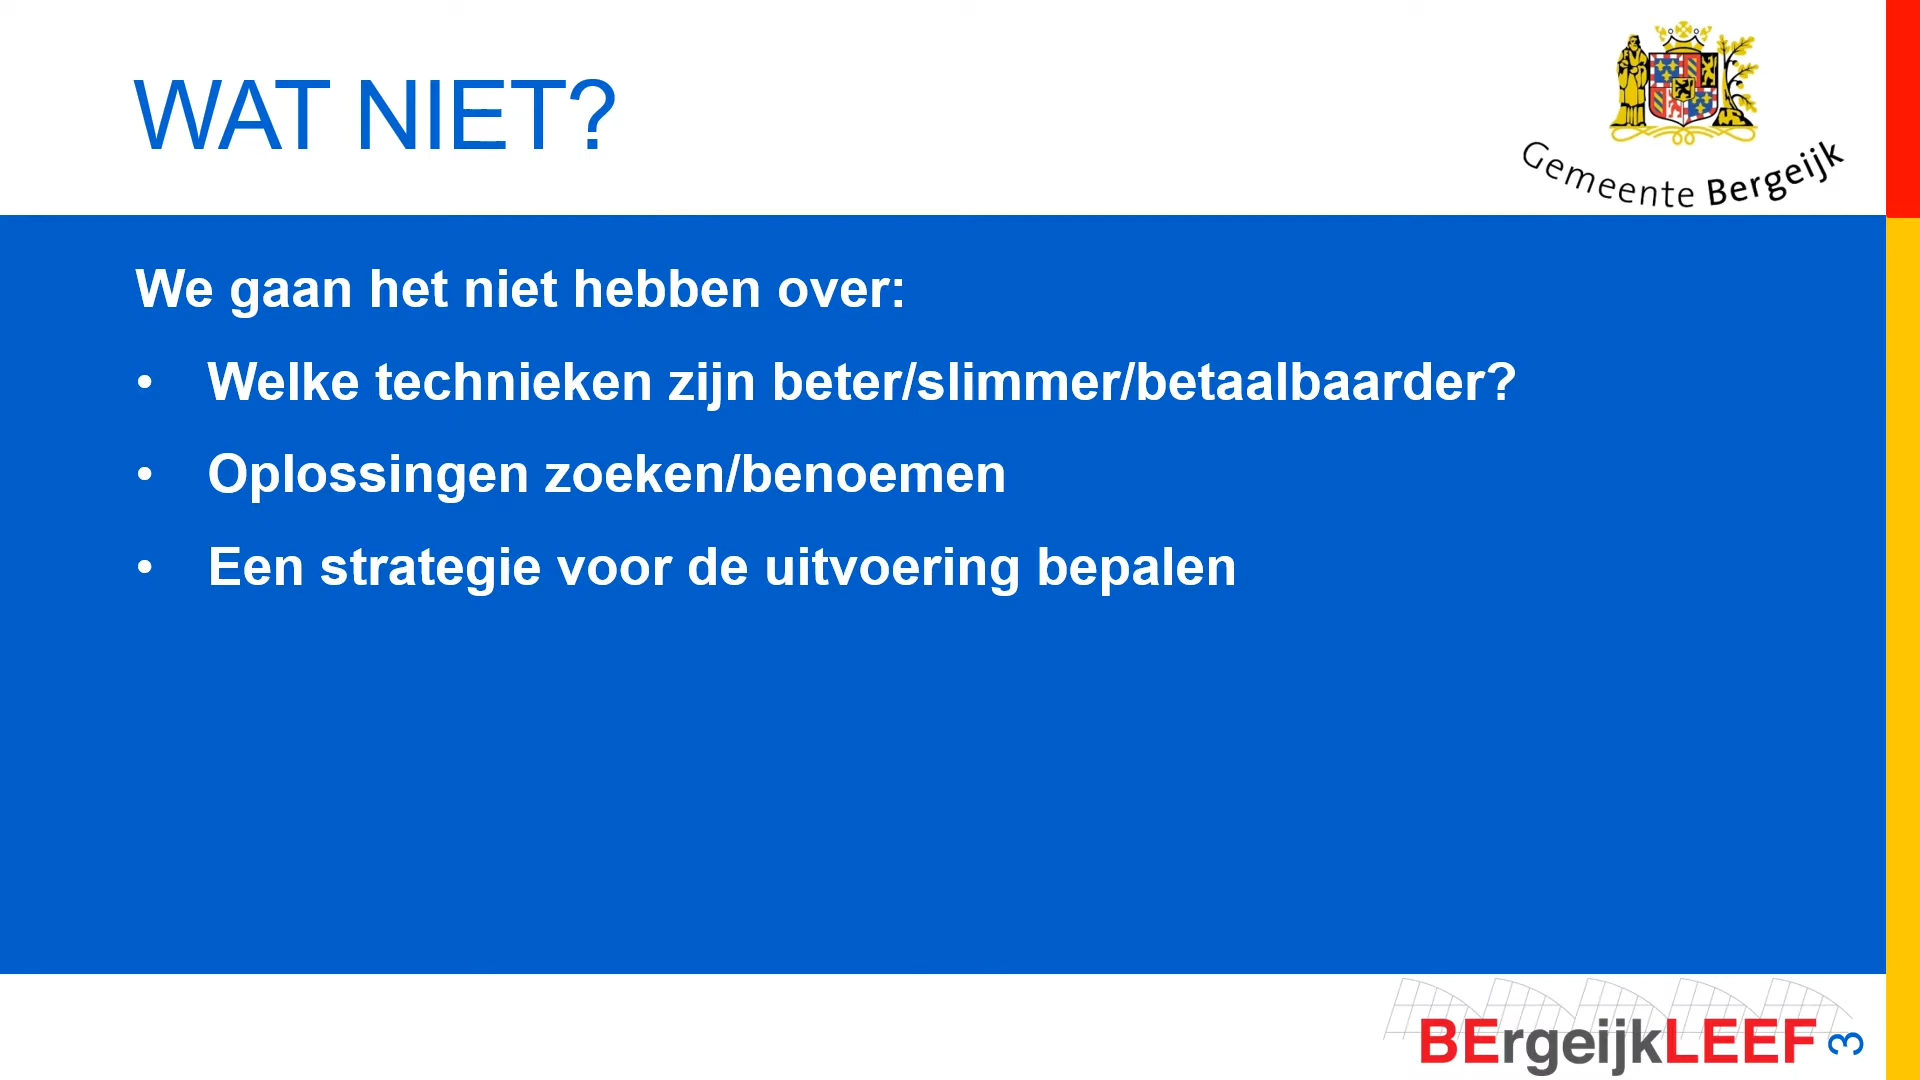 WAT NIET?
Gemeente Bergeijk
We gaan het niet hebben over:
• Welke technieken zijn beter/slimmer/betaalbaarder?
• Oplossingen zoeken/benoemen
• Een strategie voor de uitvoering bepalen
BErgeijkLEEF
3